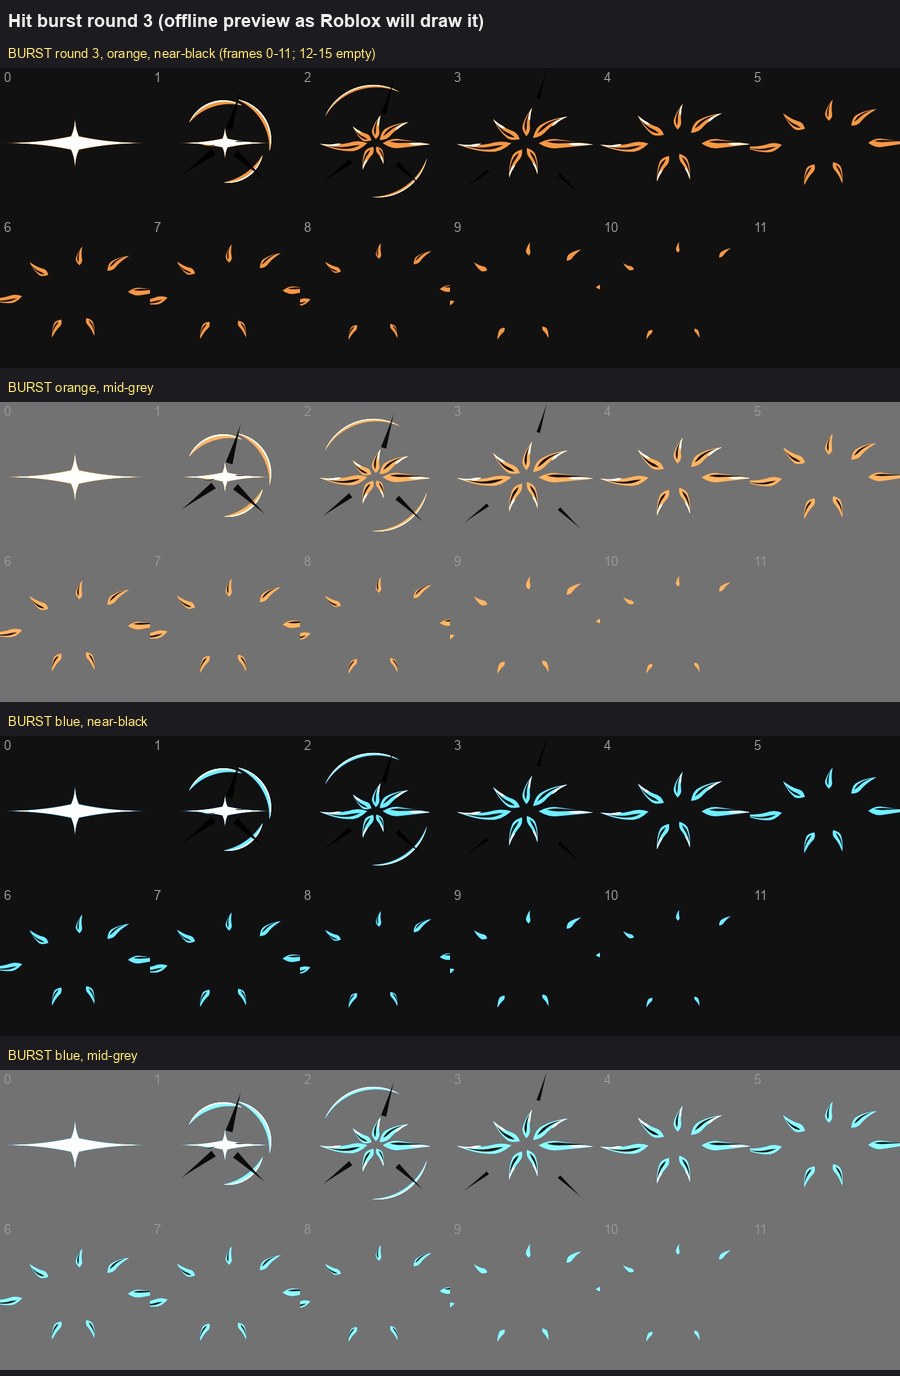 Hit burst round 3 (offline preview as Roblox will draw it)
BURST round 3, orange, near-black (frames 0-11; 12-15 empty)
0 1 2 3 4 5
6 7 8 9 10 11
BURST orange, mid-grey
0 1 2 3 4 5
6 7 8 9 10 11
BURST blue, near-black
0 1 2 3 4 5
6 7 8 9 10 11
BURST blue, mid-grey
0 1 2 3 4 5
6 7 8 9 10 11